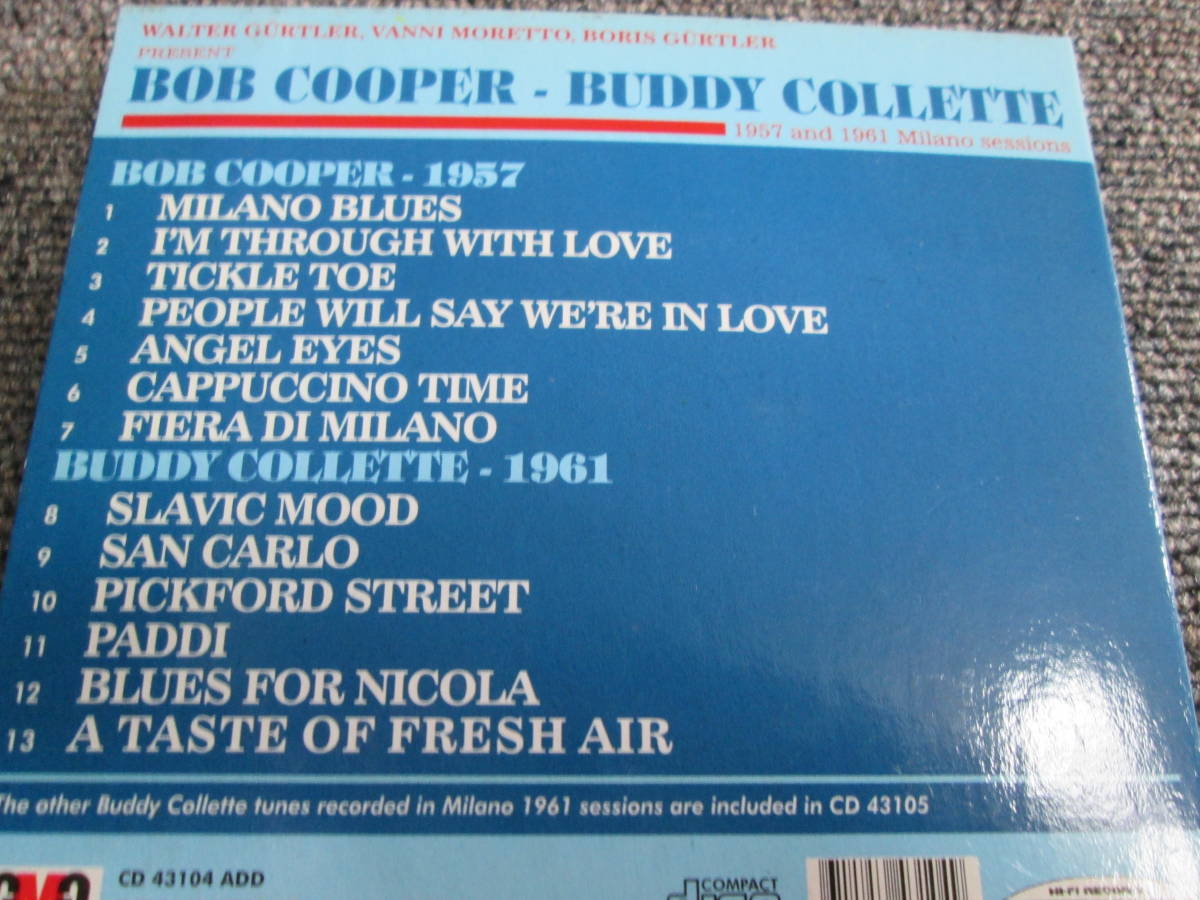 WALTER GÜRTLER, VANNI MORETTO, BORIS GÜRTLER
PRESENT
BOB COOPER - BUDDY COLLETTE
1957 and 1961 Milano sessions
BOB COOPER - 1957
1 MILANO BLUES
2 I'M THROUGH WITH LOVE
3 TICKLE TOE
4 PEOPLE WILL SAY WE'RE IN LOVE
5 ANGEL EYES
6 CAPPUCCINO TIME
7 FIERA DI MILANO
BUDDY COLLETTE - 1961
8 SLAVIC MOOD
9 SAN CARLO
10 PICKFORD STREET
11 PADDI
12 BLUES FOR NICOLA
13 A TASTE OF FRESH AIR
The other Buddy Collette tunes recorded in Milano 1961 sessions are included in CD 43105
CD 43104 ADD
COMPACT
disc
HI-FI